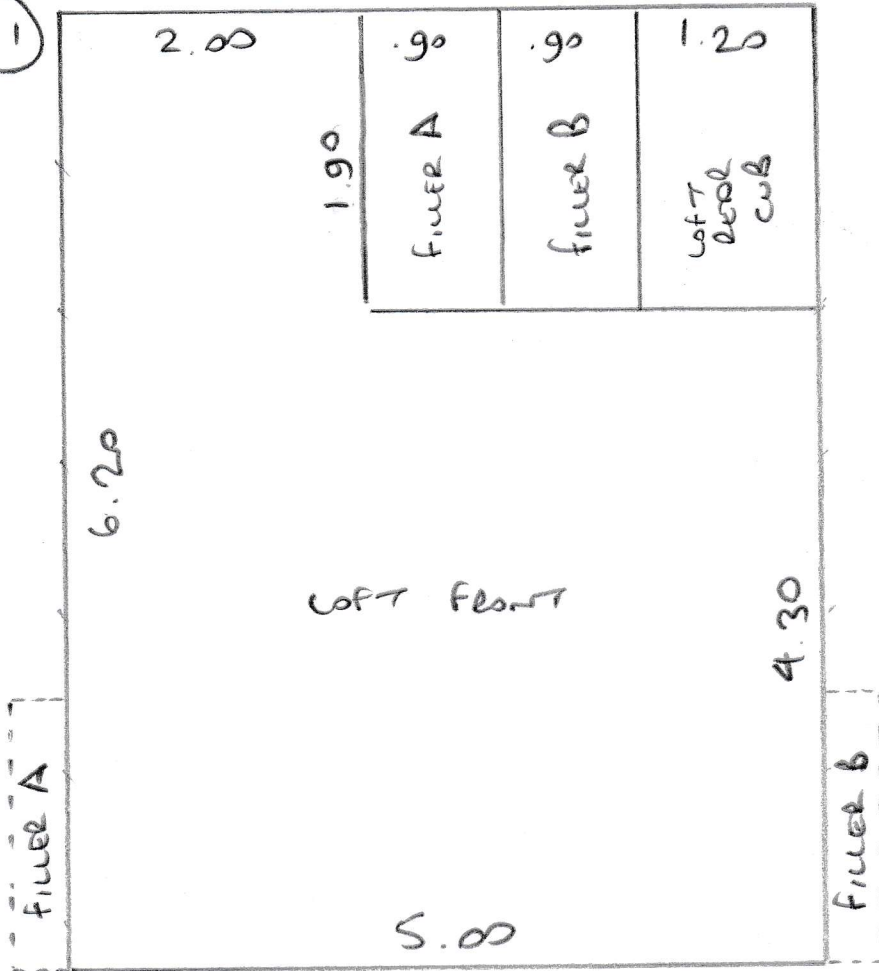 1
2.00 .90 .90 1.20
1.90
FILLER A
FILLER B
LOFT
REAR
CUB
6.20
LOFT FRONT
4.30
FILLER A
FILLER B
5.00